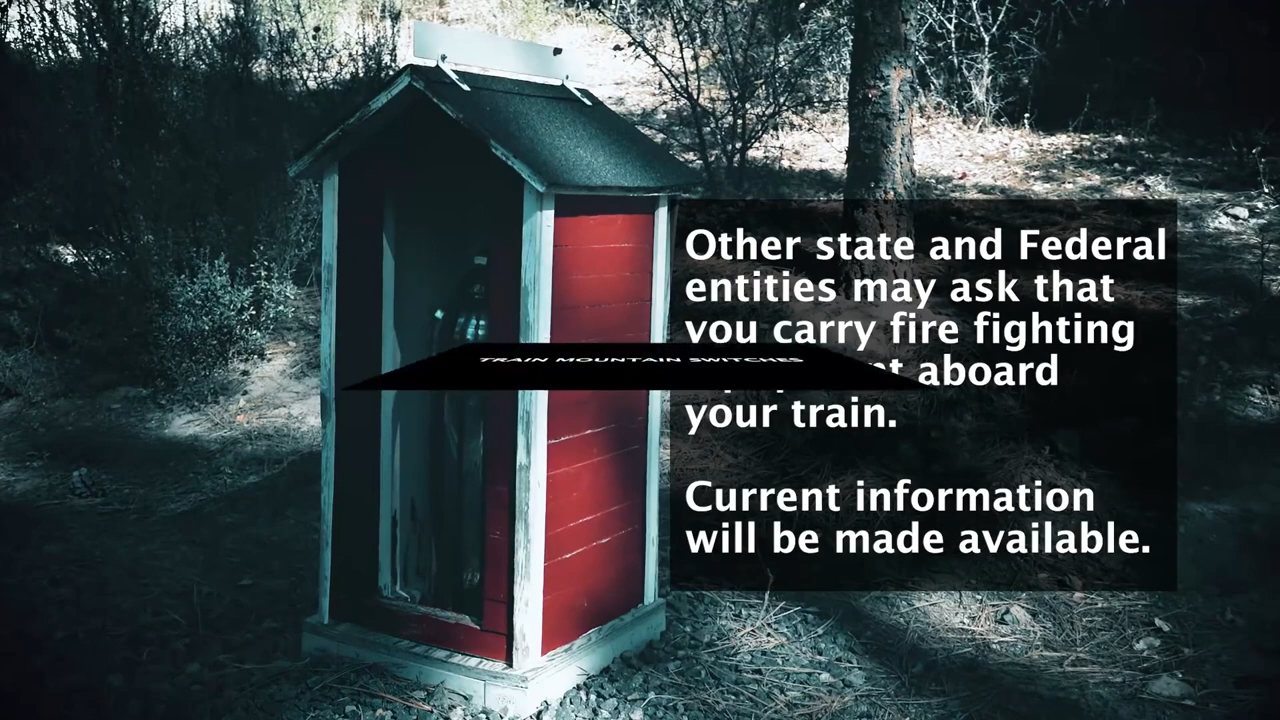 Other state and Federal
entities may ask that
you carry fire fighting
aboard
your train.
Current information
will be made available.
TRAIN MOUNTAIN SWITCHES